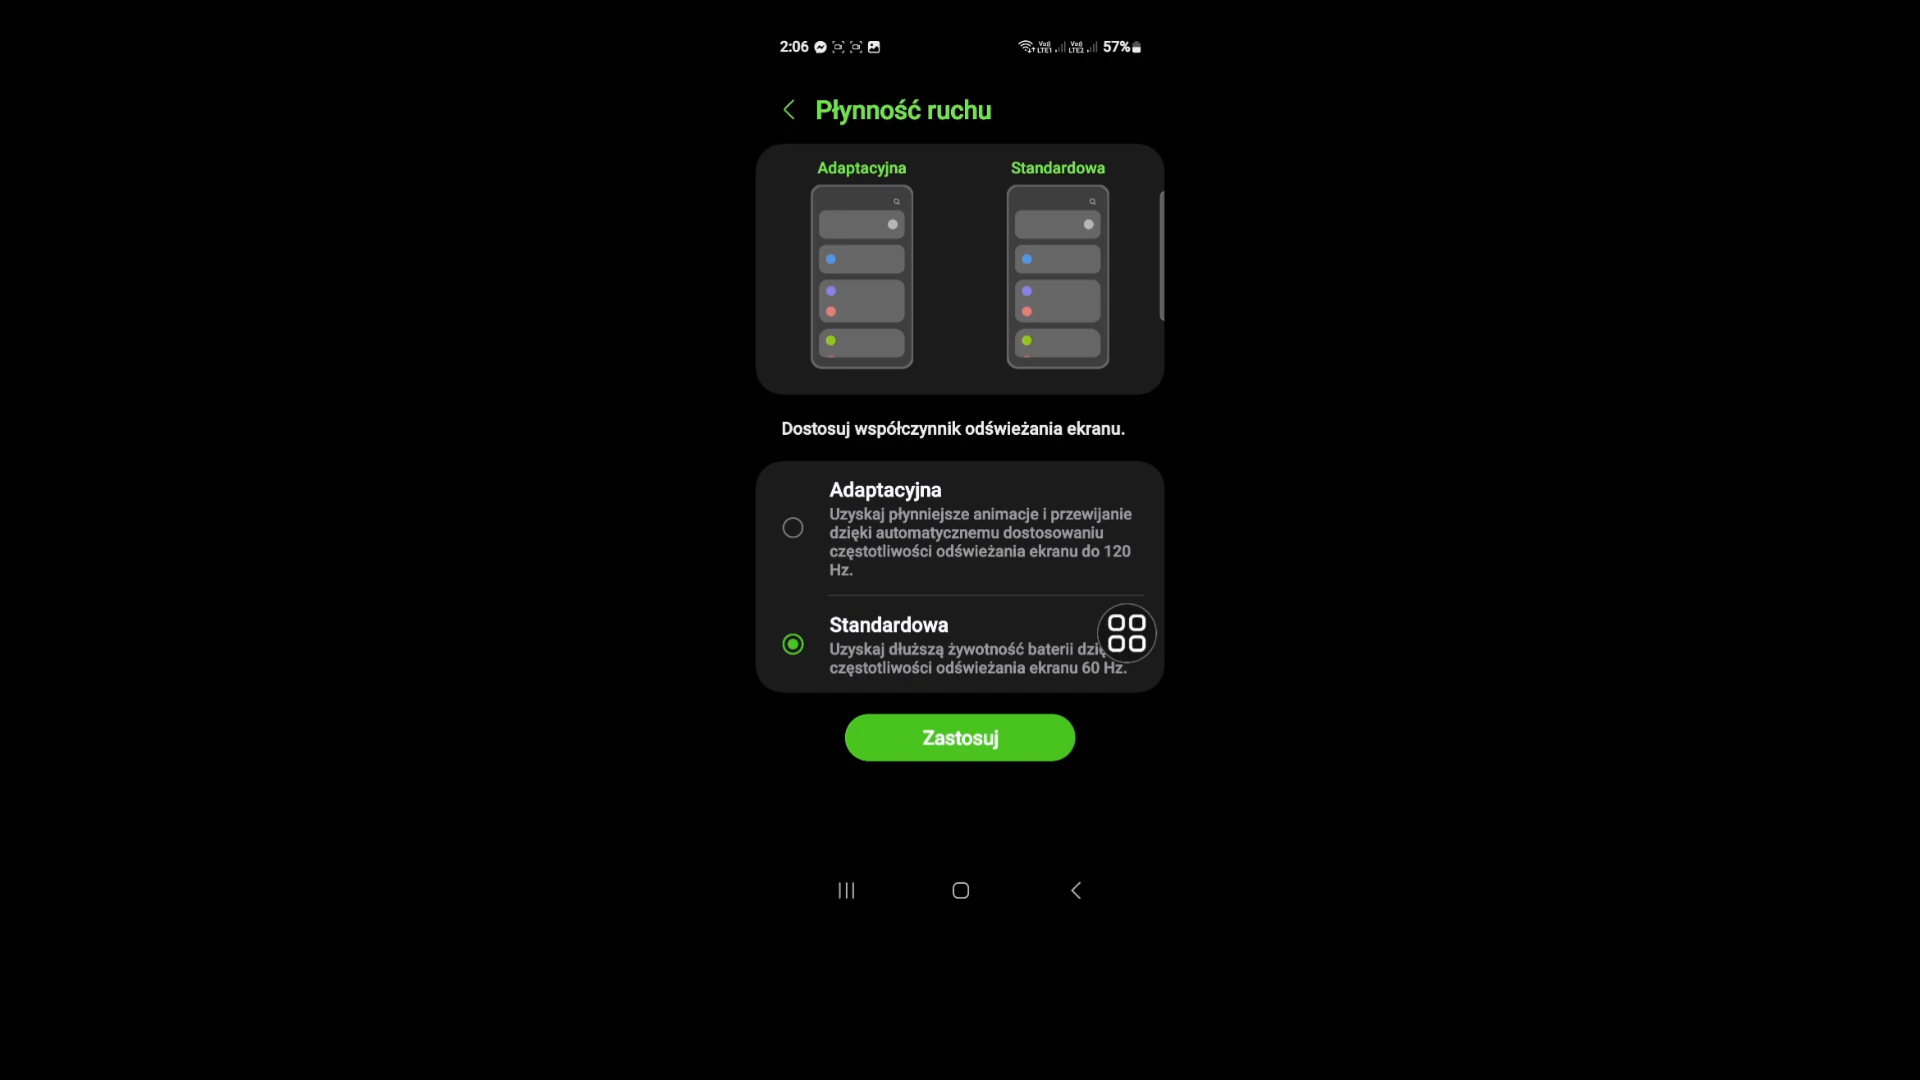 2:06 57%
Płynność ruchu
Adaptacyjna Standardowa
Dostosuj współczynnik odświeżania ekranu.
Adaptacyjna
Uzyskaj płynniejsze animacje i przewijanie
dzięki automatycznemu dostosowaniu
częstotliwości odświeżania ekranu do 120
Hz.
Standardowa
Uzyskaj dłuższą żywotność baterii
częstotliwości odświeżania ekranu 60 Hz.
Zastosuj